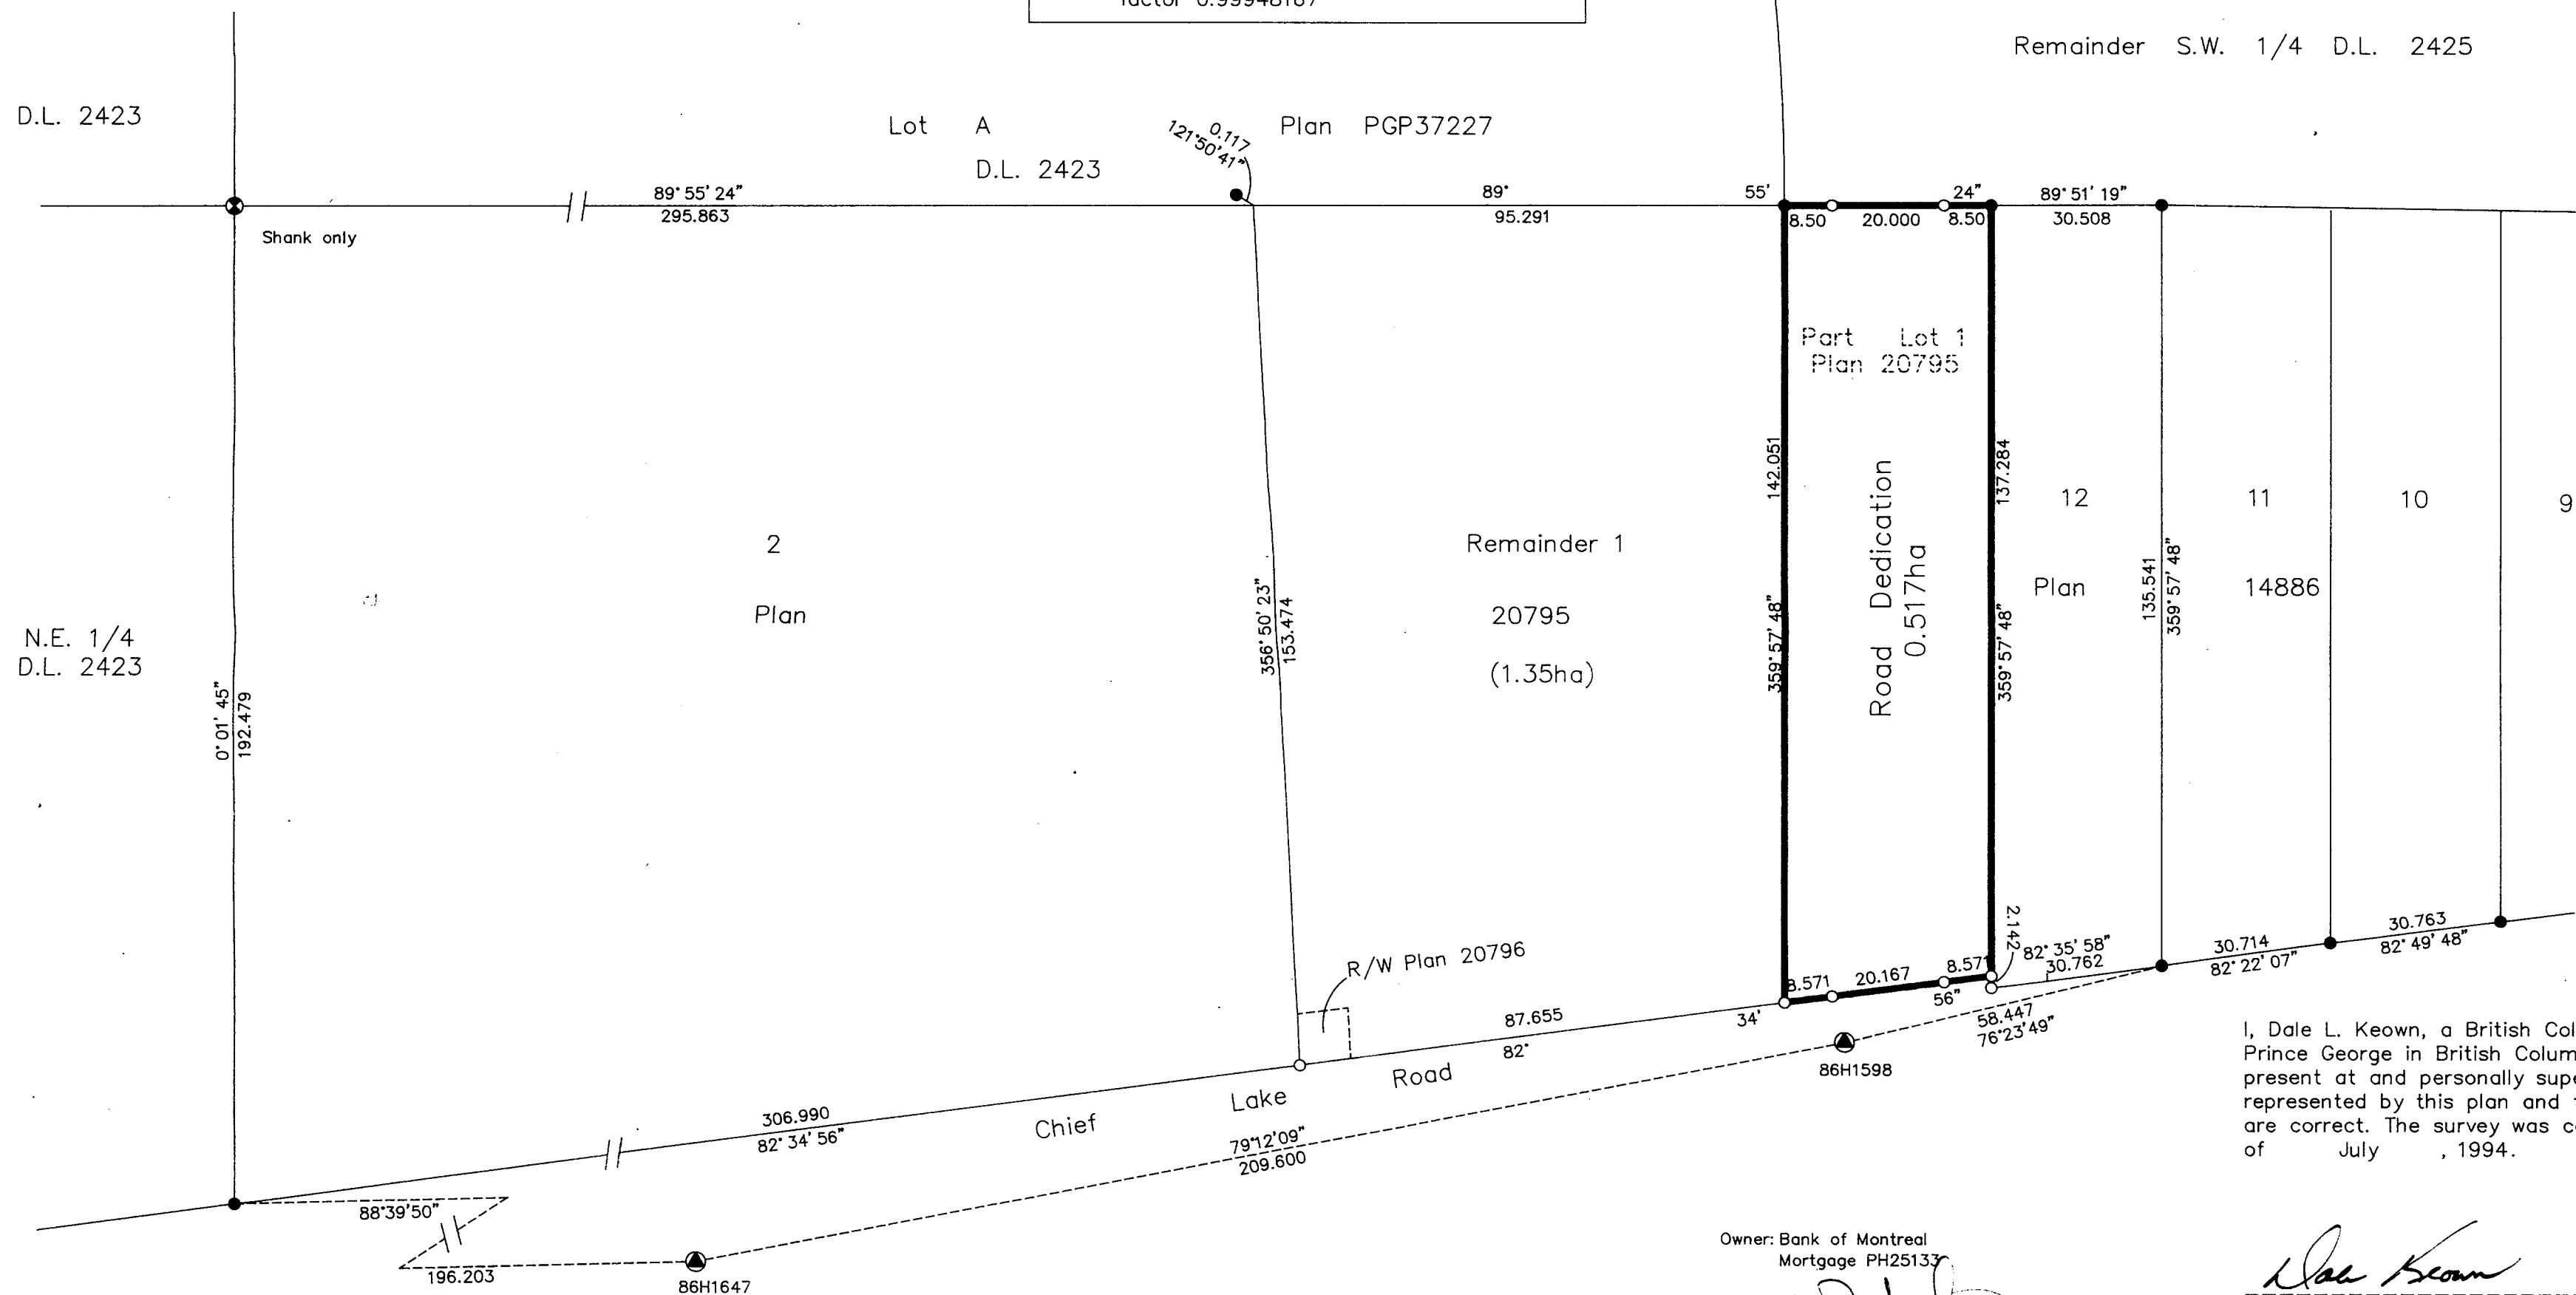 factor 0.99948187
Remainder S.W. 1/4 D.L. 2425
D.L. 2423
Lot A
Plan PGP37227
D.L. 2423
0.117
121°50'41"
89° 55' 24"
295.863
89°
55'
24"
95.291
8.50
20.000
8.50
89° 51' 19"
30.508
Shank only
Part Lot 1
Plan 20795
142.051
359° 57' 48"
Road Dedication
0.517ha
137.284
359° 57' 48"
12
11
10
9
Plan
14886
135.541
359° 57' 48"
2
Plan
Remainder 1
20795
(1.35ha)
356° 50' 23"
153.474
N.E. 1/4
D.L. 2423
0° 01' 45"
192.479
R/W Plan 20796
8.571
20.167
8.571
2.142
82° 35' 58"
30.762
30.714
82° 22' 07"
30.763
82° 49' 48"
87.655
82°
34'
56"
58.447
76°23'49"
86H1598
306.990
82° 34' 56"
Chief Lake Road
79°12'09"
209.600
88°39'50"
196.203
86H1647
I, Dale L. Keown, a British Col
Prince George in British Colum
present at and personally supe
represented by this plan and
are correct. The survey was c
of July , 1994.
Owner: Bank of Montreal
Mortgage PH25133
Dale Keown